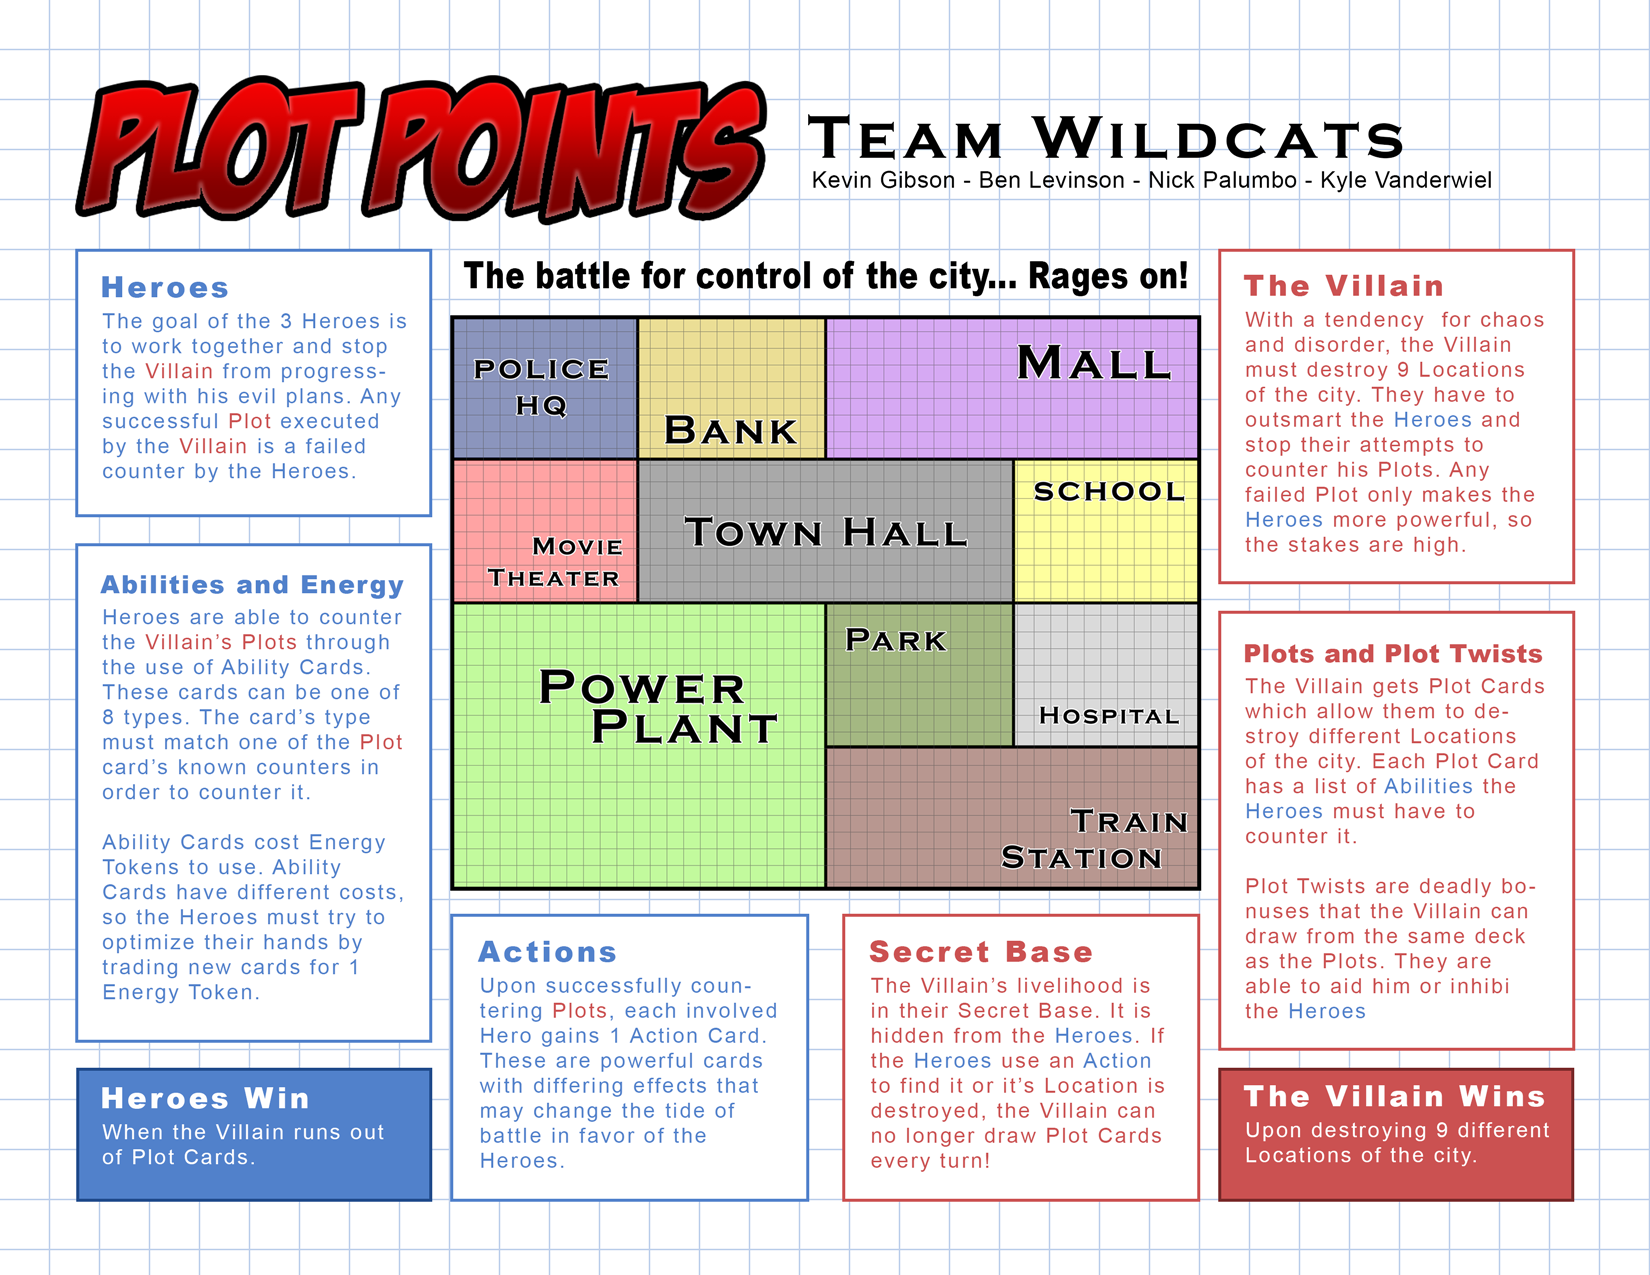 PLOT POINTS
TEAM WILDCATS
Kevin Gibson - Ben Levinson - Nick Palumbo - Kyle Vanderwiel
Heroes
The goal of the 3 Heroes is
to work together and stop
the Villain from progress-
ing with his evil plans. Any
successful Plot executed
by the Villain is a failed
counter by the Heroes.
Abilities and Energy
Heroes are able to counter
the Villain's Plots through
the use of Ability Cards.
These cards can be one of
8 types. The card's type
must match one of the Plot
card's known counters in
order to counter it.
Ability Cards cost Energy
Tokens to use. Ability
Cards have different costs,
so the Heroes must try to
optimize their hands by
trading new cards for 1
Energy Token.
Heroes Win
When the Villain runs out
of Plot Cards.
The battle for control of the city... Rages on!
POLICE
HQ
BANK
MALL
MOVIE
THEATER
TOWN HALL
SCHOOL
POWER
PLANT
PARK
HOSPITAL
TRAIN
STATION
Actions
Upon successfully coun-
tering Plots, each involved
Hero gains 1 Action Card.
These are powerful cards
with differing effects that
may change the tide of
battle in favor of the
Heroes.
Secret Base
The Villain's livelihood is
in their Secret Base. It is
hidden from the Heroes. If
the Heroes use an Action
to find it or it's Location is
destroyed, the Villain can
no longer draw Plot Cards
every turn!
The Villain
With a tendency for chaos
and disorder, the Villain
must destroy 9 Locations
of the city. They have to
outsmart the Heroes and
stop their attempts to
counter his Plots. Any
failed Plot only makes the
Heroes more powerful, so
the stakes are high.
Plots and Plot Twists
The Villain gets Plot Cards
which allow them to de-
stroy different Locations
of the city. Each Plot Card
has a list of Abilities the
Heroes must have to
counter it.
Plot Twists are deadly bo-
nuses that the Villain can
draw from the same deck
as the Plots. They are
able to aid him or inhibi
the Heroes
The Villain Wins
Upon destroying 9 different
Locations of the city.